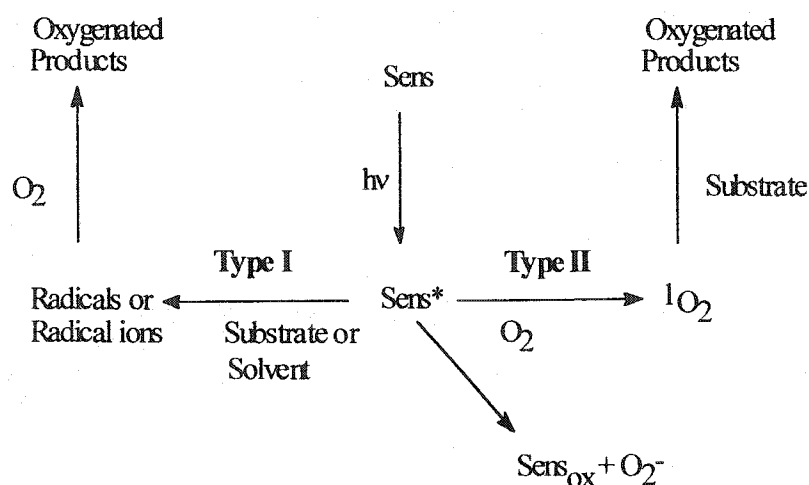 Oxygenated
Products
Oxygenated
Products
Sens
hν
O₂
Substrate
Type I
Type II
Radicals or
Radical ions
Sens*
¹O₂
Substrate or
Solvent
O₂
Sensₒₓ + O₂⁻